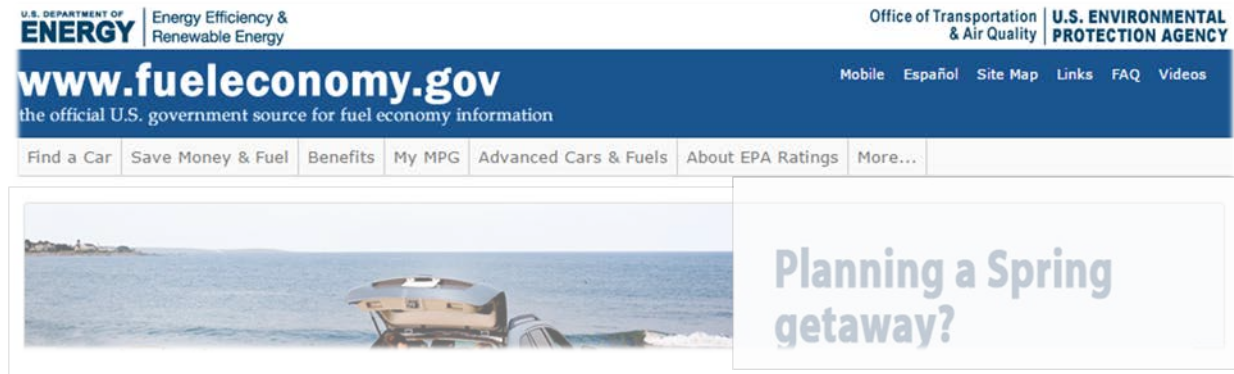 U.S. DEPARTMENT OF
ENERGY
Energy Efficiency &
Renewable Energy
Office of Transportation
& Air Quality
U.S. ENVIRONMENTAL
PROTECTION AGENCY
www.fueleconomy.gov
the official U.S. government source for fuel economy information
Mobile Español Site Map Links FAQ Videos
Find a Car Save Money & Fuel Benefits My MPG Advanced Cars & Fuels About EPA Ratings More...
Planning a Spring
getaway?